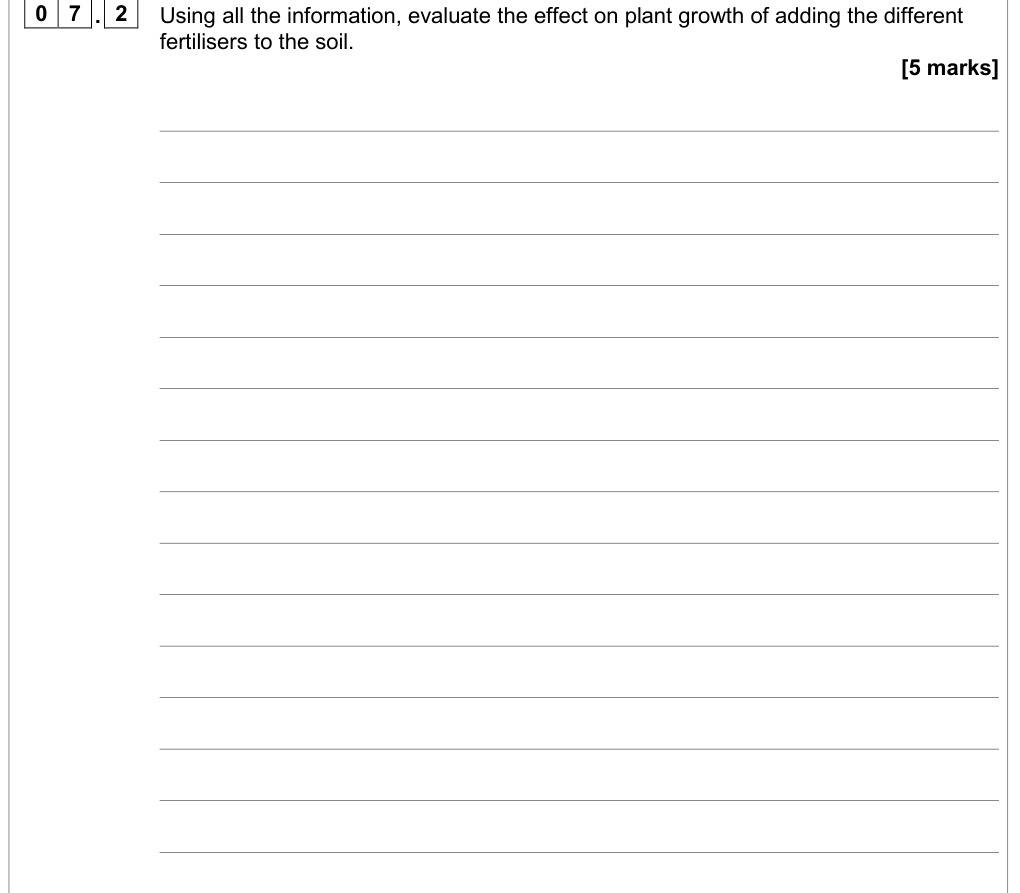 0 7 . 2 Using all the information, evaluate the effect on plant growth of adding the different
fertilisers to the soil.
[5 marks]